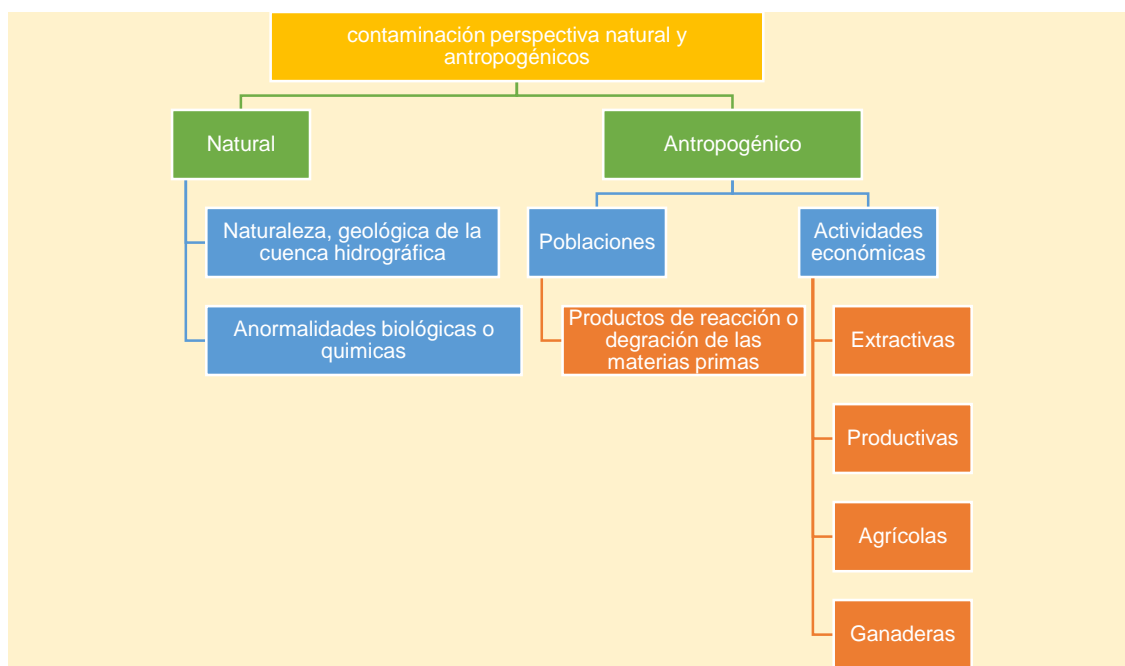 contaminación perspectiva natural y
antropogénicos
Natural
Antropogénico
Naturaleza, geológica de la
cuenca hidrográfica
Anormalidades biológicas o
quimicas
Poblaciones
Productos de reacción o
degración de las
materias primas
Actividades
económicas
Extractivas
Productivas
Agrícolas
Ganaderas